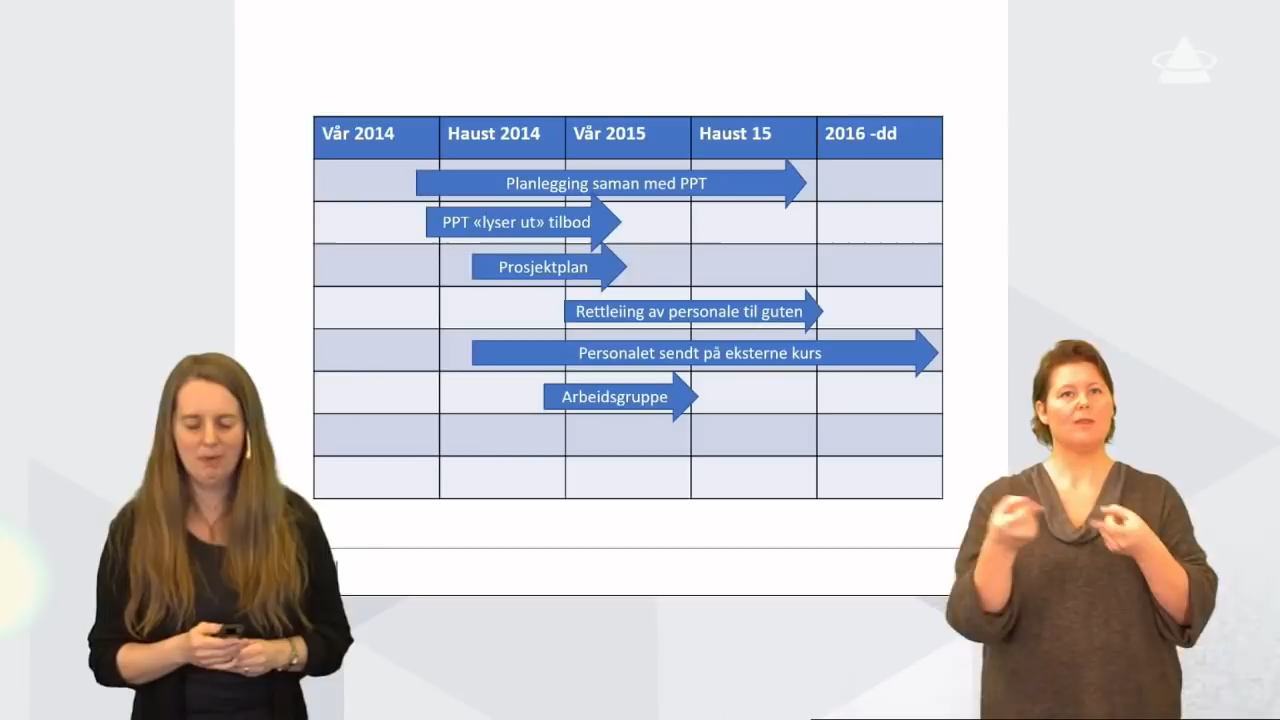 Vår 2014 Haust 2014 Vår 2015 Haust 15 2016 -dd
Planlegging saman med PPT
PPT «lyser ut» tilbod
Prosjektplan
Rettleiing av personale til guten
Personalet sendt på eksterne kurs
Arbeidsgruppe